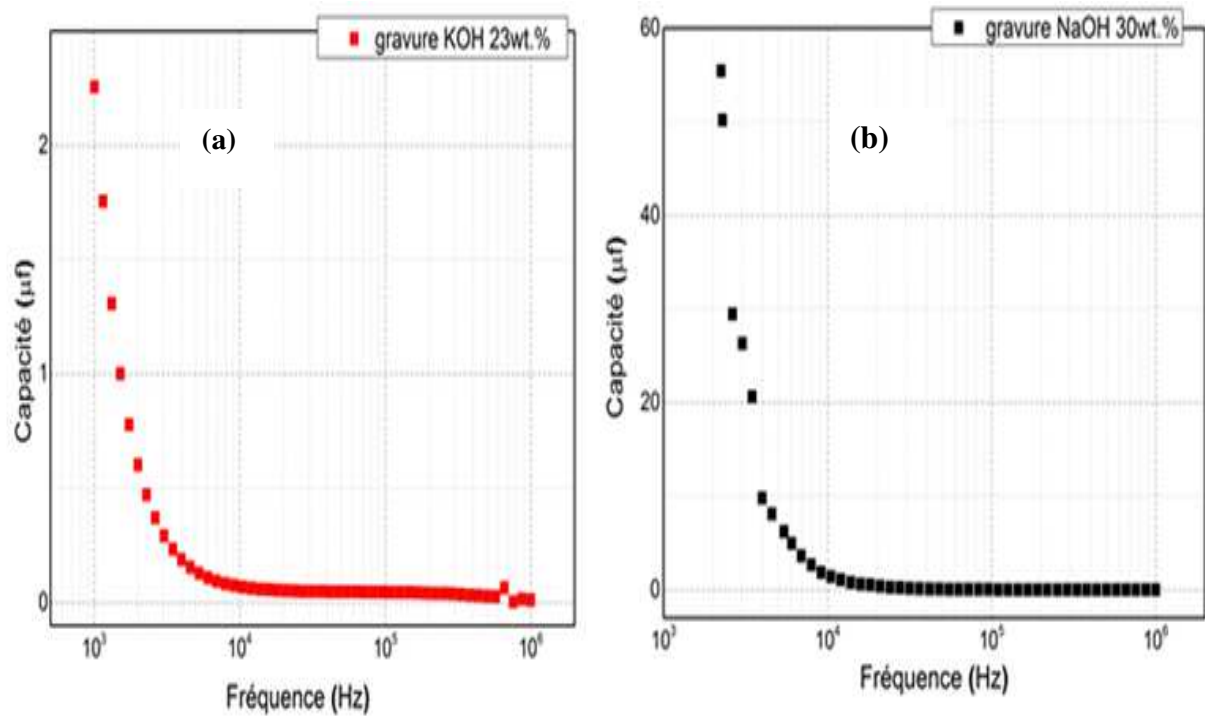 gravure KOH 23wt.%
(a)
2
1
0
Capacité (µf)
10³ 10⁴ 10⁵ 10⁶
Fréquence (Hz)
gravure NaOH 30wt.%
(b)
60
40
20
0
Capacité (µf)
10³ 10⁴ 10⁵ 10⁶
Fréquence (Hz)